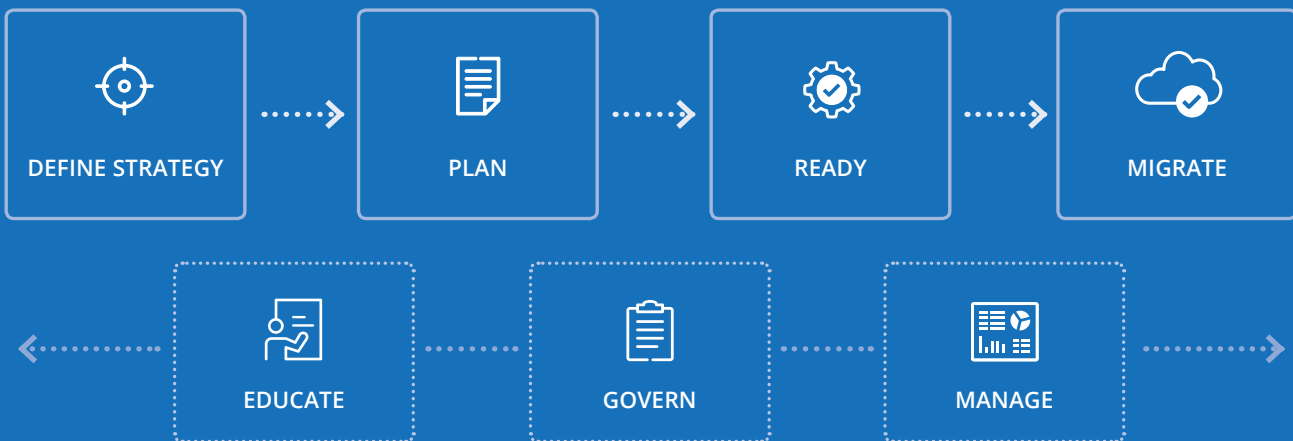 DEFINE STRATEGY
PLAN
READY
MIGRATE
EDUCATE
GOVERN
MANAGE